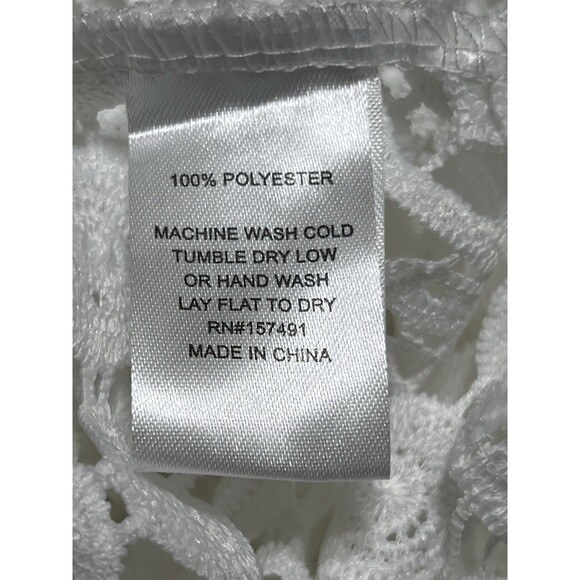 100% POLYESTER
MACHINE WASH COLD
TUMBLE DRY LOW
OR HAND WASH
LAY FLAT TO DRY
RN#157491
MADE IN CHINA